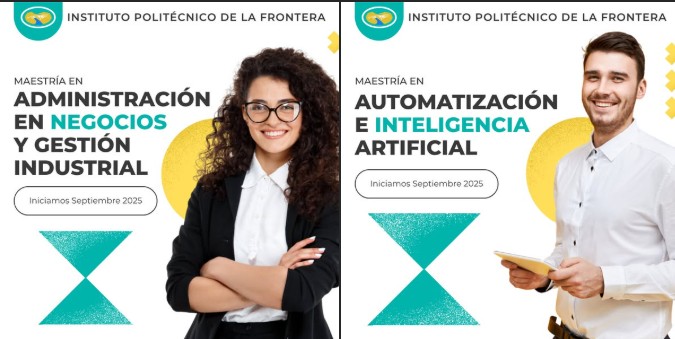 INSTITUTO POLITÉCNICO DE LA FRONTERA
MAESTRÍA EN
ADMINISTRACIÓN
EN NEGOCIOS
Y GESTIÓN
INDUSTRIAL
Iniciamos Septiembre 2025
INSTITUTO POLITÉCNICO DE LA FRONTERA
MAESTRÍA EN
AUTOMATIZACIÓN
E INTELIGENCIA
ARTIFICIAL
Iniciamos Septiembre 2025